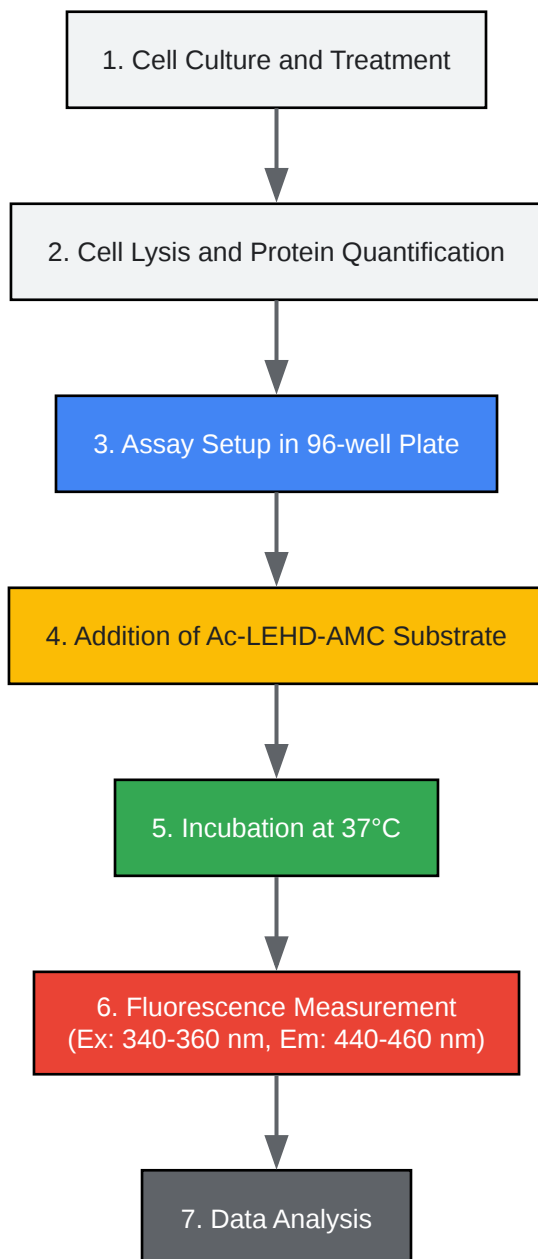 1. Cell Culture and Treatment
2. Cell Lysis and Protein Quantification
3. Assay Setup in 96-well Plate
4. Addition of Ac-LEHD-AMC Substrate
5. Incubation at 37°C
6. Fluorescence Measurement
(Ex: 340-360 nm, Em: 440-460 nm)
7. Data Analysis